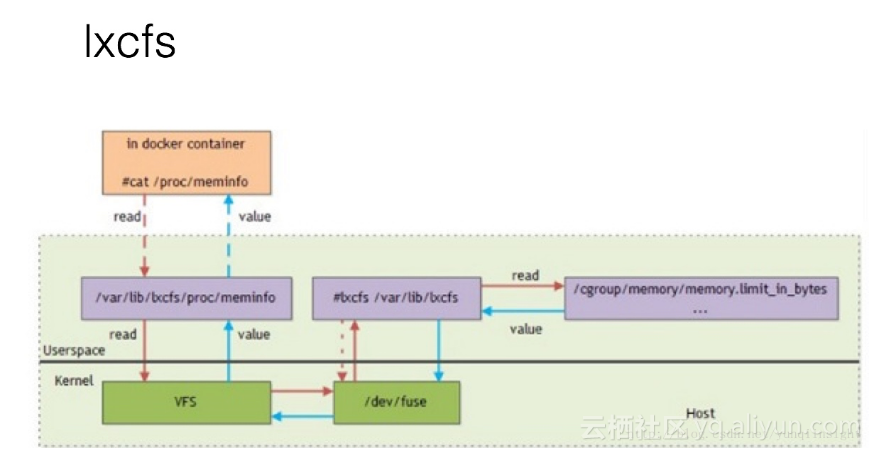 lxcfs
in docker container
#cat /proc/meminfo
read
value
/var/lib/lxcfs/proc/meminfo
#lxcfs /var/lib/lxcfs
read
/cgroup/memory/memory.limit_in_bytes
...
value
read
value
Userspace
Kernel
VFS
/dev/fuse
Host
云栖社区 yq.aliyun.com